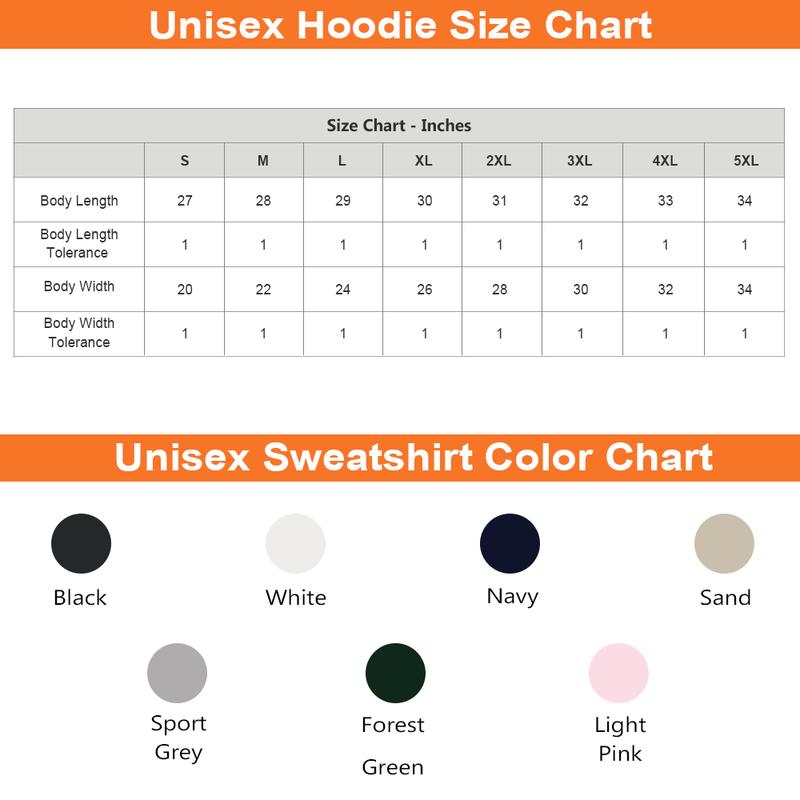 Unisex Hoodie Size Chart
Size Chart - Inches
S M L XL 2XL 3XL 4XL 5XL
Body Length 27 28 29 30 31 32 33 34
Body Length
Tolerance 1 1 1 1 1 1 1 1
Body Width 20 22 24 26 28 30 32 34
Body Width
Tolerance 1 1 1 1 1 1 1 1
Unisex Sweatshirt Color Chart
Black White Navy Sand
Sport Forest Light
Grey Green Pink